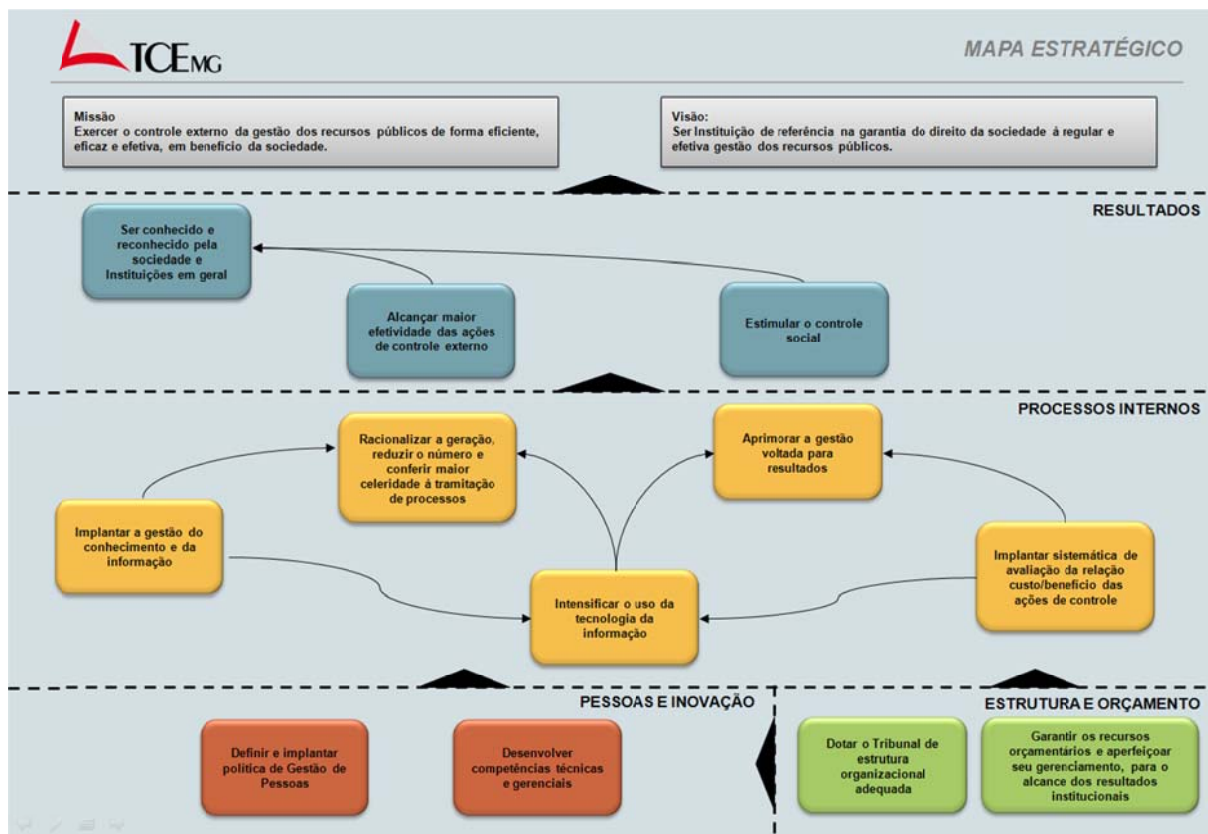 TCEMG
MAPA ESTRATÉGICO
Missão
Exercer o controle externo da gestão dos recursos públicos de forma eficiente,
eficaz e efetiva, em benefício da sociedade.
Visão:
Ser Instituição de referência na garantia do direito da sociedade á regular e
efetiva gestão dos recursos públicos.
RESULTADOS
Ser conhecido e
reconhecido pela
sociedade e
Instituições em geral
Alcançar maior
efetividade das ações
de controle externo
Estimular o controle
social
PROCESSOS INTERNOS
Racionalizar a geração,
reduzir o número e
conferir maior
celeridade á tramitação
de processos
Aprimorar a gestão
voltada para
resultados
Implantar a gestão do
conhecimento e da
informação
Intensificar o uso da
tecnologia da
informação
Implantar sistemática de
avaliação da relação
custo/benefício das
ações de controle
PESSOAS E INOVAÇÃO
Definir e implantar
política de Gestão de
Pessoas
Desenvolver
competências técnicas
e gerenciais
ESTRUTURA E ORÇAMENTO
Dotar o Tribunal de
estrutura
organizacional
adequada
Garantir os recursos
orçamentários e aperfeiçoar
seu gerenciamento, para o
alcance dos resultados
institucionais